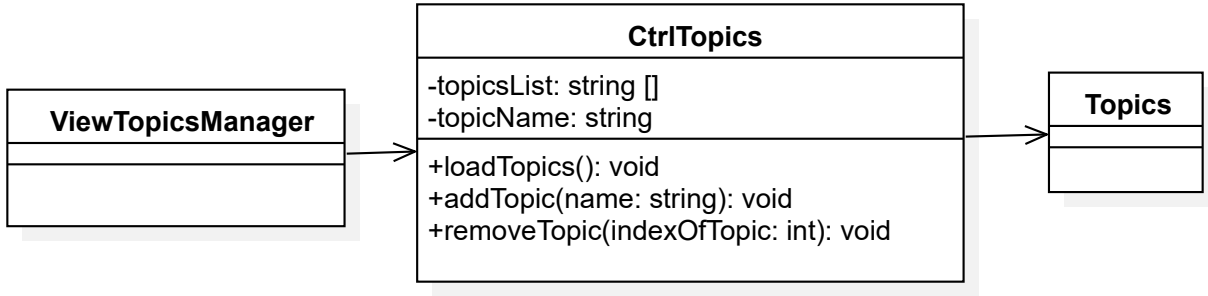 ViewTopicsManager
CtrlTopics
-topicsList: string []
-topicName: string
+loadTopics(): void
+addTopic(name: string): void
+removeTopic(indexOfTopic: int): void
Topics